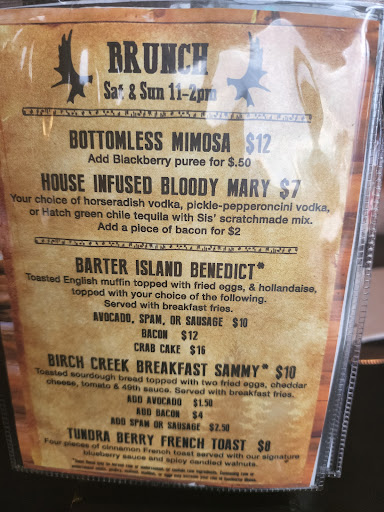 BRUNCH
Sat & Sun 11-2pm
BOTTOMLESS MIMOSA $12
Add Blackberry puree for $.50
HOUSE INFUSED BLOODY MARY $7
Your choice of horseradish vodka, pickle-pepperoncini vodka,
or Hatch green chile tequila with Sis' scratchmade mix.
Add a piece of bacon for $2
BARTER ISLAND BENEDICT*
Toasted English muffin topped with fried eggs, & hollandaise,
topped with your choice of the following.
Served with breakfast fries.
AVOCADO, SPAM, OR SAUSAGE $10
BACON $12
CRAB CAKE $16
BIRCH CREEK BREAKFAST SAMMY* $10
Toasted sourdough bread topped with two fried eggs, cheddar
cheese, tomato & 49th sauce. Served with breakfast fries.
ADD AVOCADO $1.50
ADD BACON $4
ADD SPAM OR SAUSAGE $2.50
TUNDRA BERRY FRENCH TOAST $8
Four pieces of cinnamon French toast served with our signature
blueberry sauce and spicy candied walnuts.